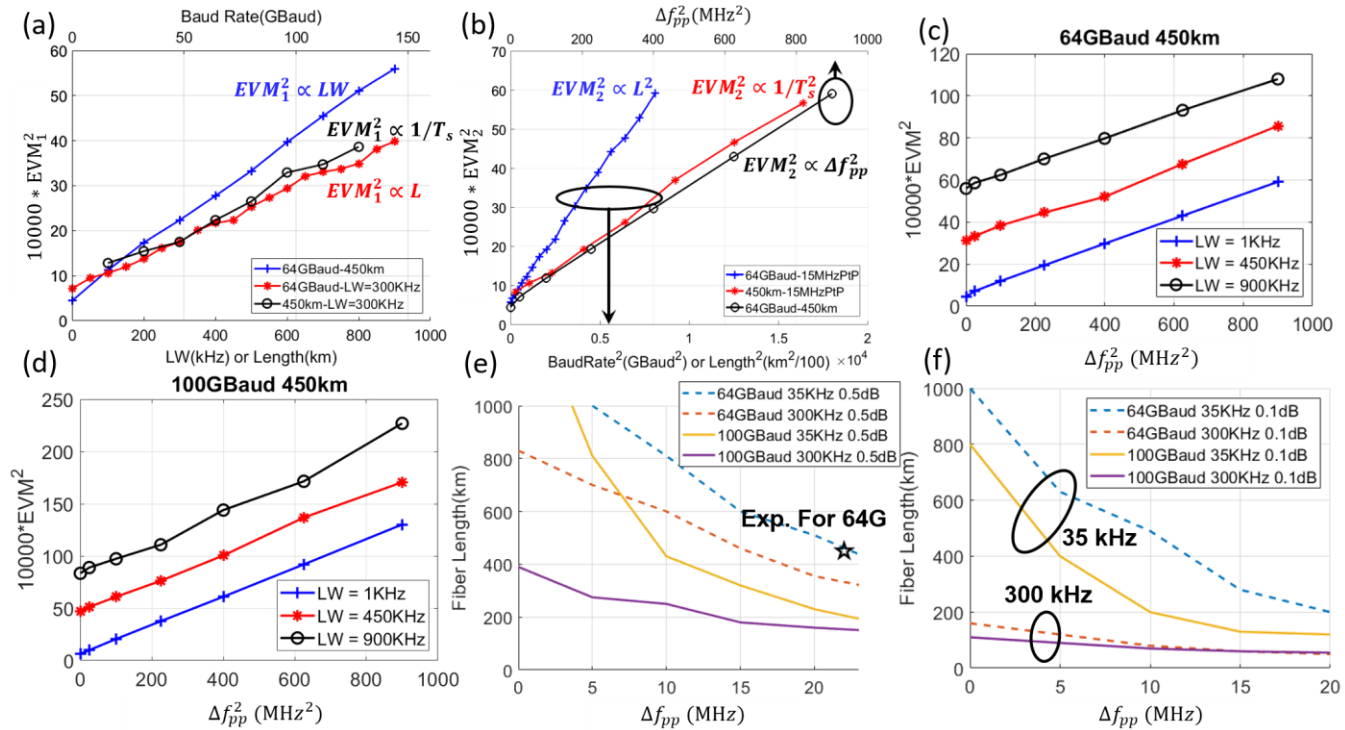 (a)
Baud Rate(GBaud)
0 50 100 150
60
50
40
30
20
10
0
10000 * EVM₁²
EVM₁² ∝ LW
EVM₁² ∝ 1/Tₛ
EVM₁² ∝ L
64GBaud-450km
64GBaud-LW=300KHz
450km-LW=300KHz
0 200 400 600 800 1000
LW(kHz) or Length(km)
(b)
Δf²pp (MHz²)
0 200 400 600 800 1000
60
50
40
30
20
10
0
10000 * EVM₂²
EVM₂² ∝ L²
EVM₂² ∝ 1/Tₛ²
EVM₂² ∝ Δf²pp
64GBaud-15MHzPtP
450km-15MHzPtP
64GBaud-450km
0 0.5 1 1.5 2
BaudRate²(GBaud²) or Length²(km²/100) ×10⁴
(c)
64GBaud 450km
120
100
80
60
40
20
0
10000*EVM²
LW = 1KHz
LW = 450KHz
LW = 900KHz
0 200 400 600 800 1000
Δf²pp (MHz²)
(d)
100GBaud 450km
250
200
150
100
50
0
10000*EVM²
LW = 1KHz
LW = 450KHz
LW = 900KHz
0 200 400 600 800 1000
Δf²pp (MHz²)
(e)
64GBaud 35KHz 0.5dB
64GBaud 300KHz 0.5dB
100GBaud 35KHz 0.5dB
100GBaud 300KHz 0.5dB
1000
800
600
400
200
0
Fiber Length(km)
Exp. For 64G
0 5 10 15 20
Δfpp (MHz)
(f)
64GBaud 35KHz 0.1dB
64GBaud 300KHz 0.1dB
100GBaud 35KHz 0.1dB
100GBaud 300KHz 0.1dB
1000
800
600
400
200
0
Fiber Length(km)
35 kHz
300 kHz
0 5 10 15 20
Δfpp (MHz)